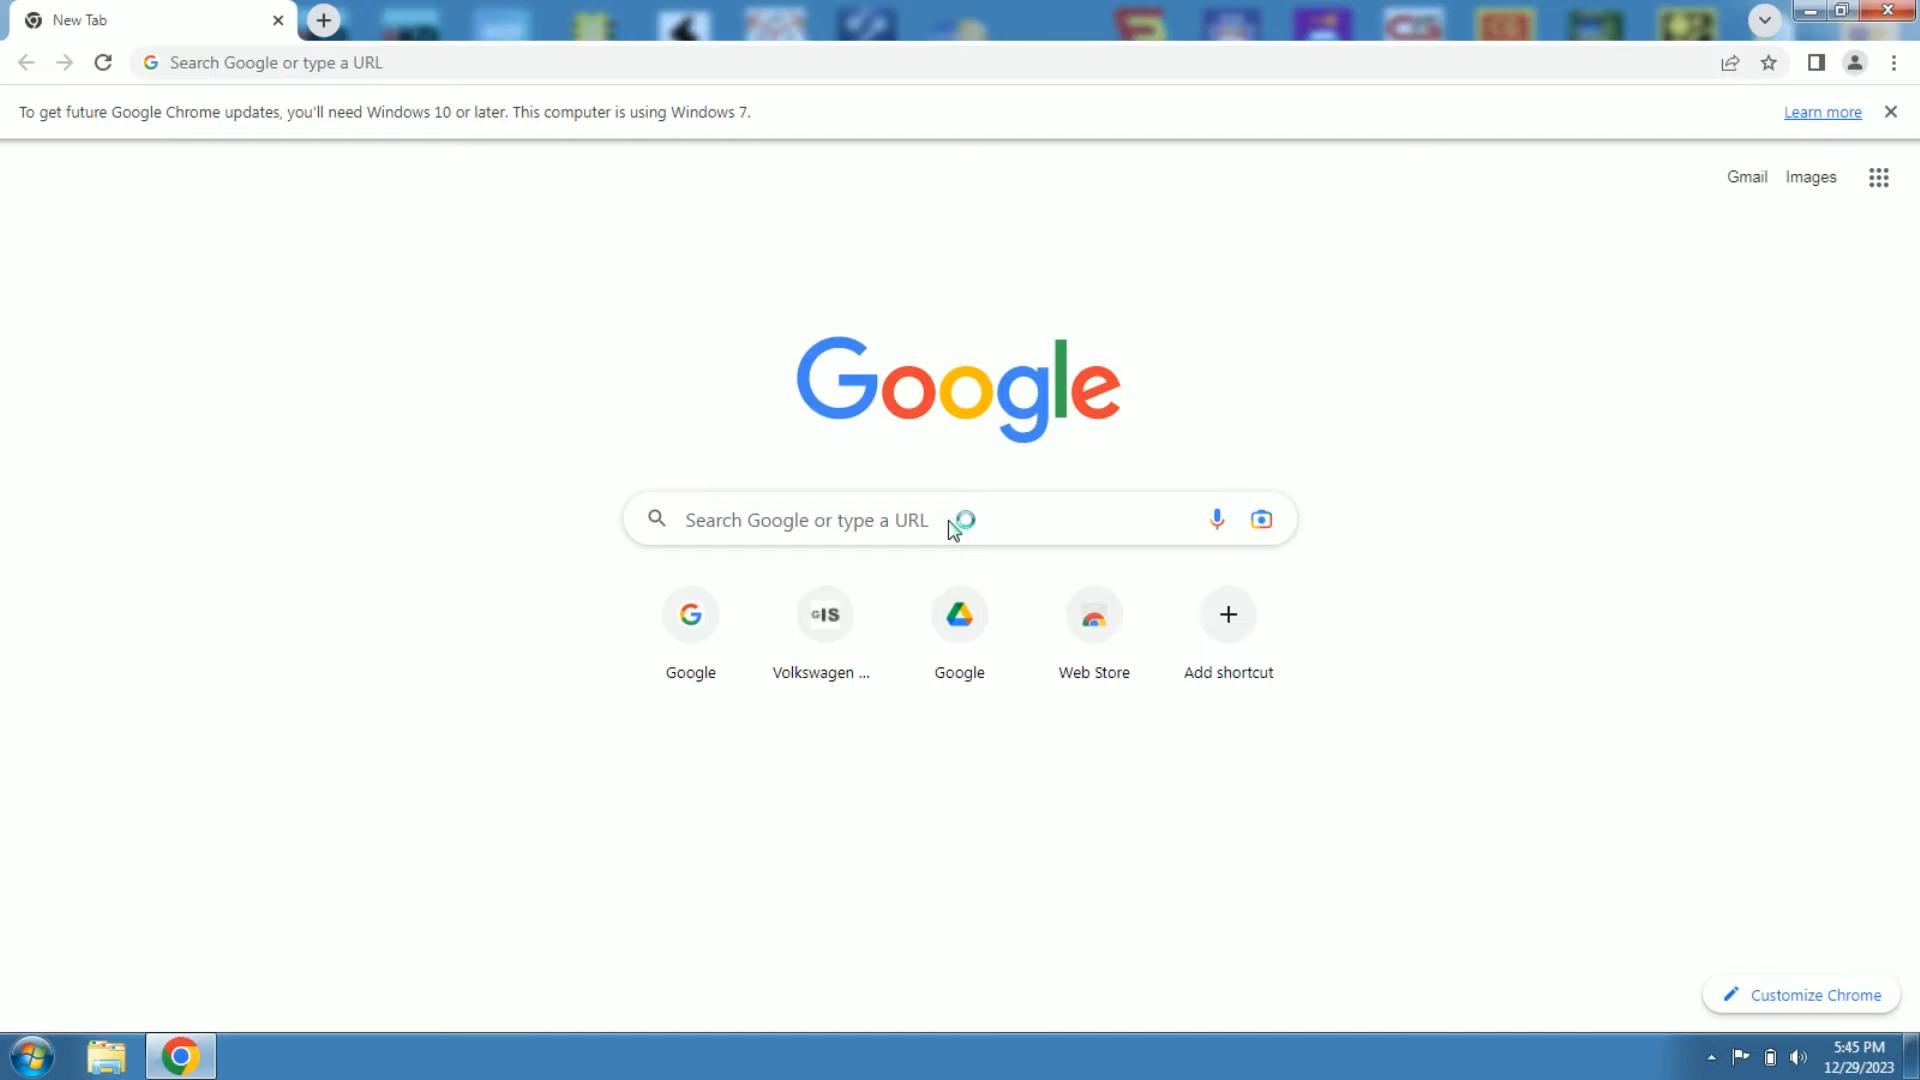 New Tab
Search Google or type a URL
To get future Google Chrome updates, you'll need Windows 10 or later. This computer is using Windows 7.
Learn more
Gmail
Images
Google
Search Google or type a URL
GIS
Google
Volkswagen ...
Google
Web Store
Add shortcut
Customize Chrome
5:45 PM
12/29/2023